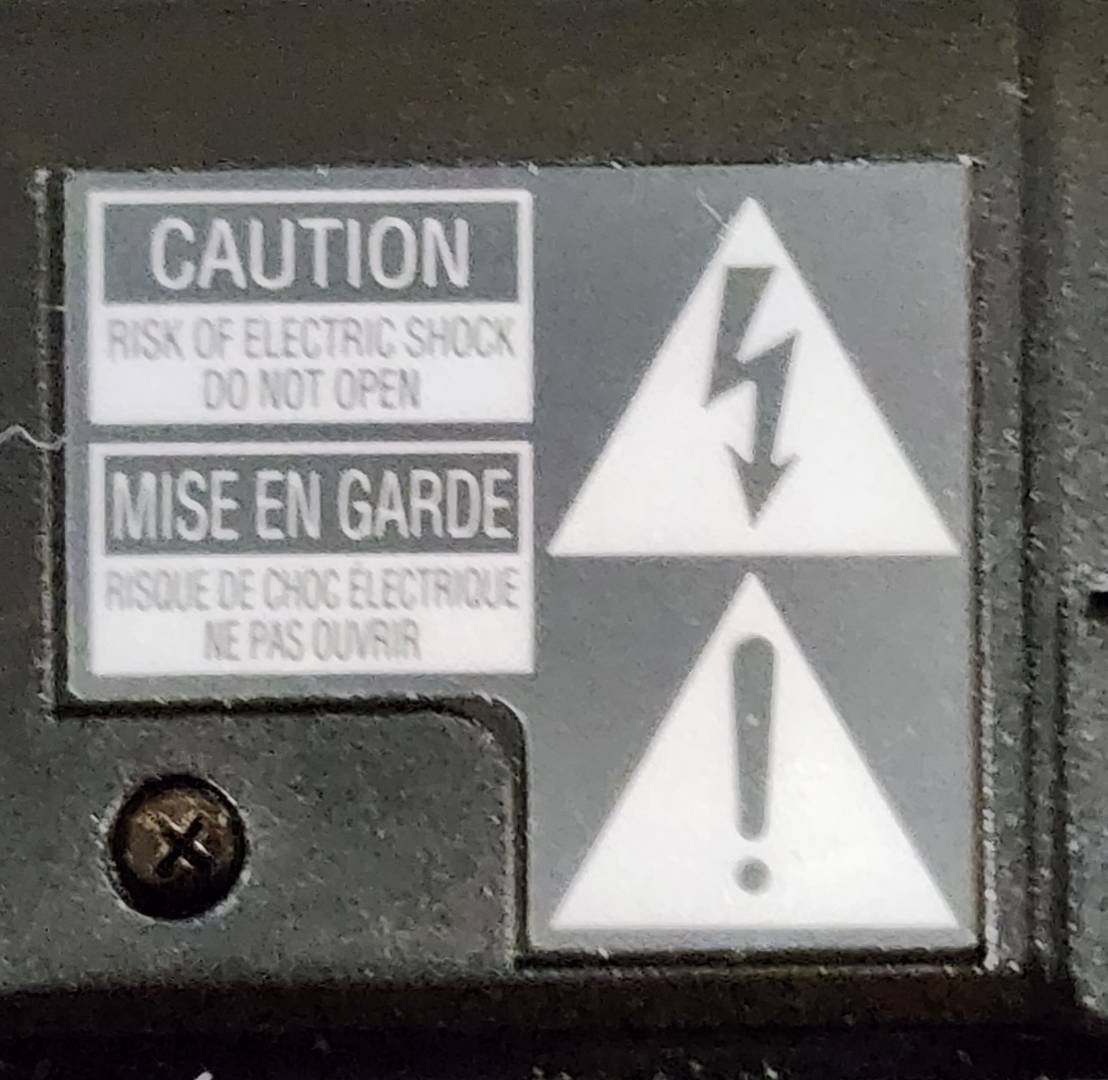 CAUTION
RISK OF ELECTRIC SHOCK
DO NOT OPEN
MISE EN GARDE
RISQUE DE CHOC ÉLECTRIQUE
NE PAS OUVRIR